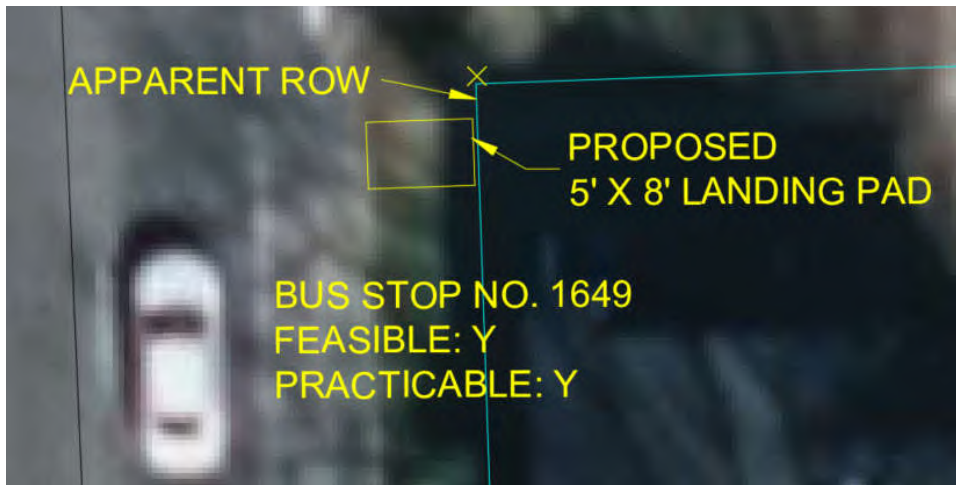 APPARENT ROW
PROPOSED
5' X 8' LANDING PAD
BUS STOP NO. 1649
FEASIBLE: Y
PRACTICABLE: Y